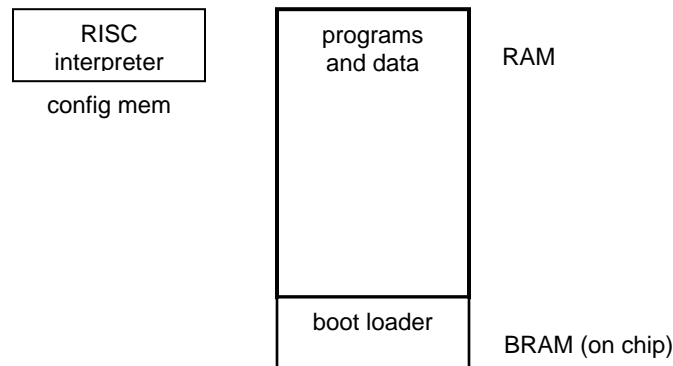 RISC
interpreter
config mem
programs
and data
RAM
boot loader
BRAM (on chip)